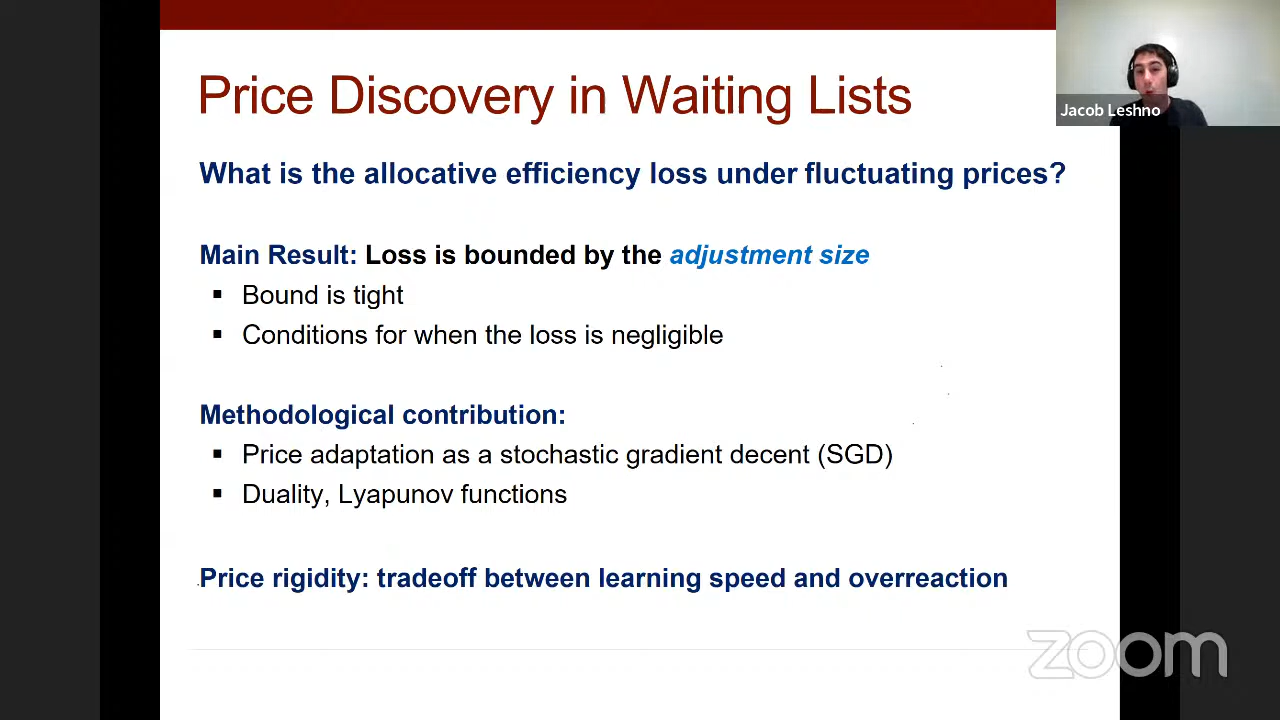 Price Discovery in Waiting Lists
Jacob Leshno
What is the allocative efficiency loss under fluctuating prices?
Main Result: Loss is bounded by the adjustment size
▪ Bound is tight
▪ Conditions for when the loss is negligible
Methodological contribution:
▪ Price adaptation as a stochastic gradient decent (SGD)
▪ Duality, Lyapunov functions
Price rigidity: tradeoff between learning speed and overreaction
zoom